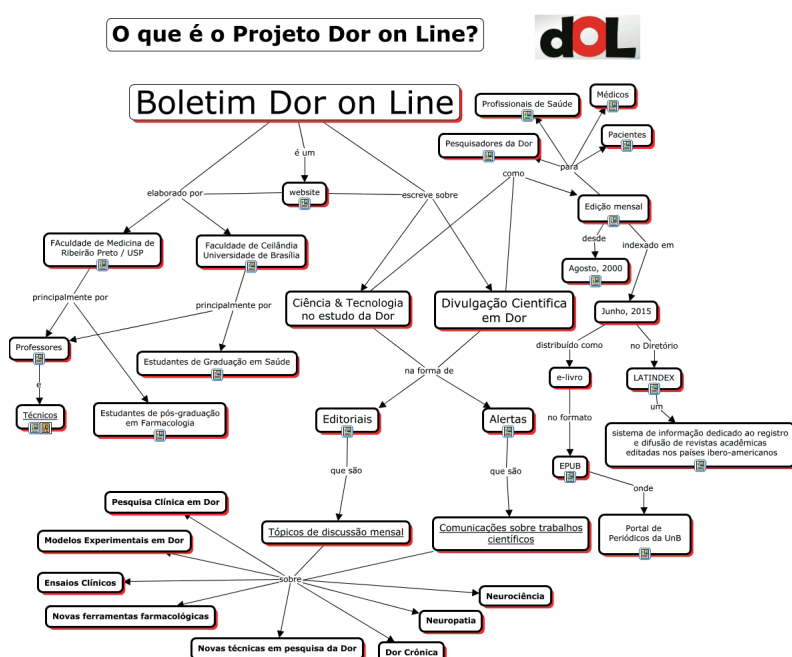 O que é o Projeto Dor on Line?
dOL
Boletim Dor on Line
Profissionais de Saúde
Médicos
Pesquisadores da Dor
Pacientes
é um
para
como
elaborado por
website
escreve sobre
Edição mensal
FAculdade de Medicina de
Ribeirão Preto / USP
Faculdade de Ceilândia
Universidade de Brasília
desde
indexado em
Agosto, 2000
principalmente por
principalmente por
Ciência & Tecnologia
no estudo da Dor
Divulgação Cientifica
em Dor
Junho, 2015
Professores
Estudantes de Graduação em Saúde
distribuído como
no Diretório
na forma de
e
e-livro
LATINDEX
Técnicos
Estudantes de pós-graduação
em Farmacologia
Editoriais
Alertas
no formato
um
sistema de informação dedicado ao registro
e difusão de revistas acadêmicas
editadas nos países ibero-americanos
que são
que são
EPUB
onde
Pesquisa Clínica em Dor
Tópicos de discussão mensal
Comunicações sobre trabalhos
científicos
Portal de
Periódicos da UnB
Modelos Experimentais em Dor
sobre
Ensaios Clínicos
Neurociência
Novas ferramentas farmacológicas
Neuropatia
Novas técnicas em pesquisa da Dor
Dor Crônica